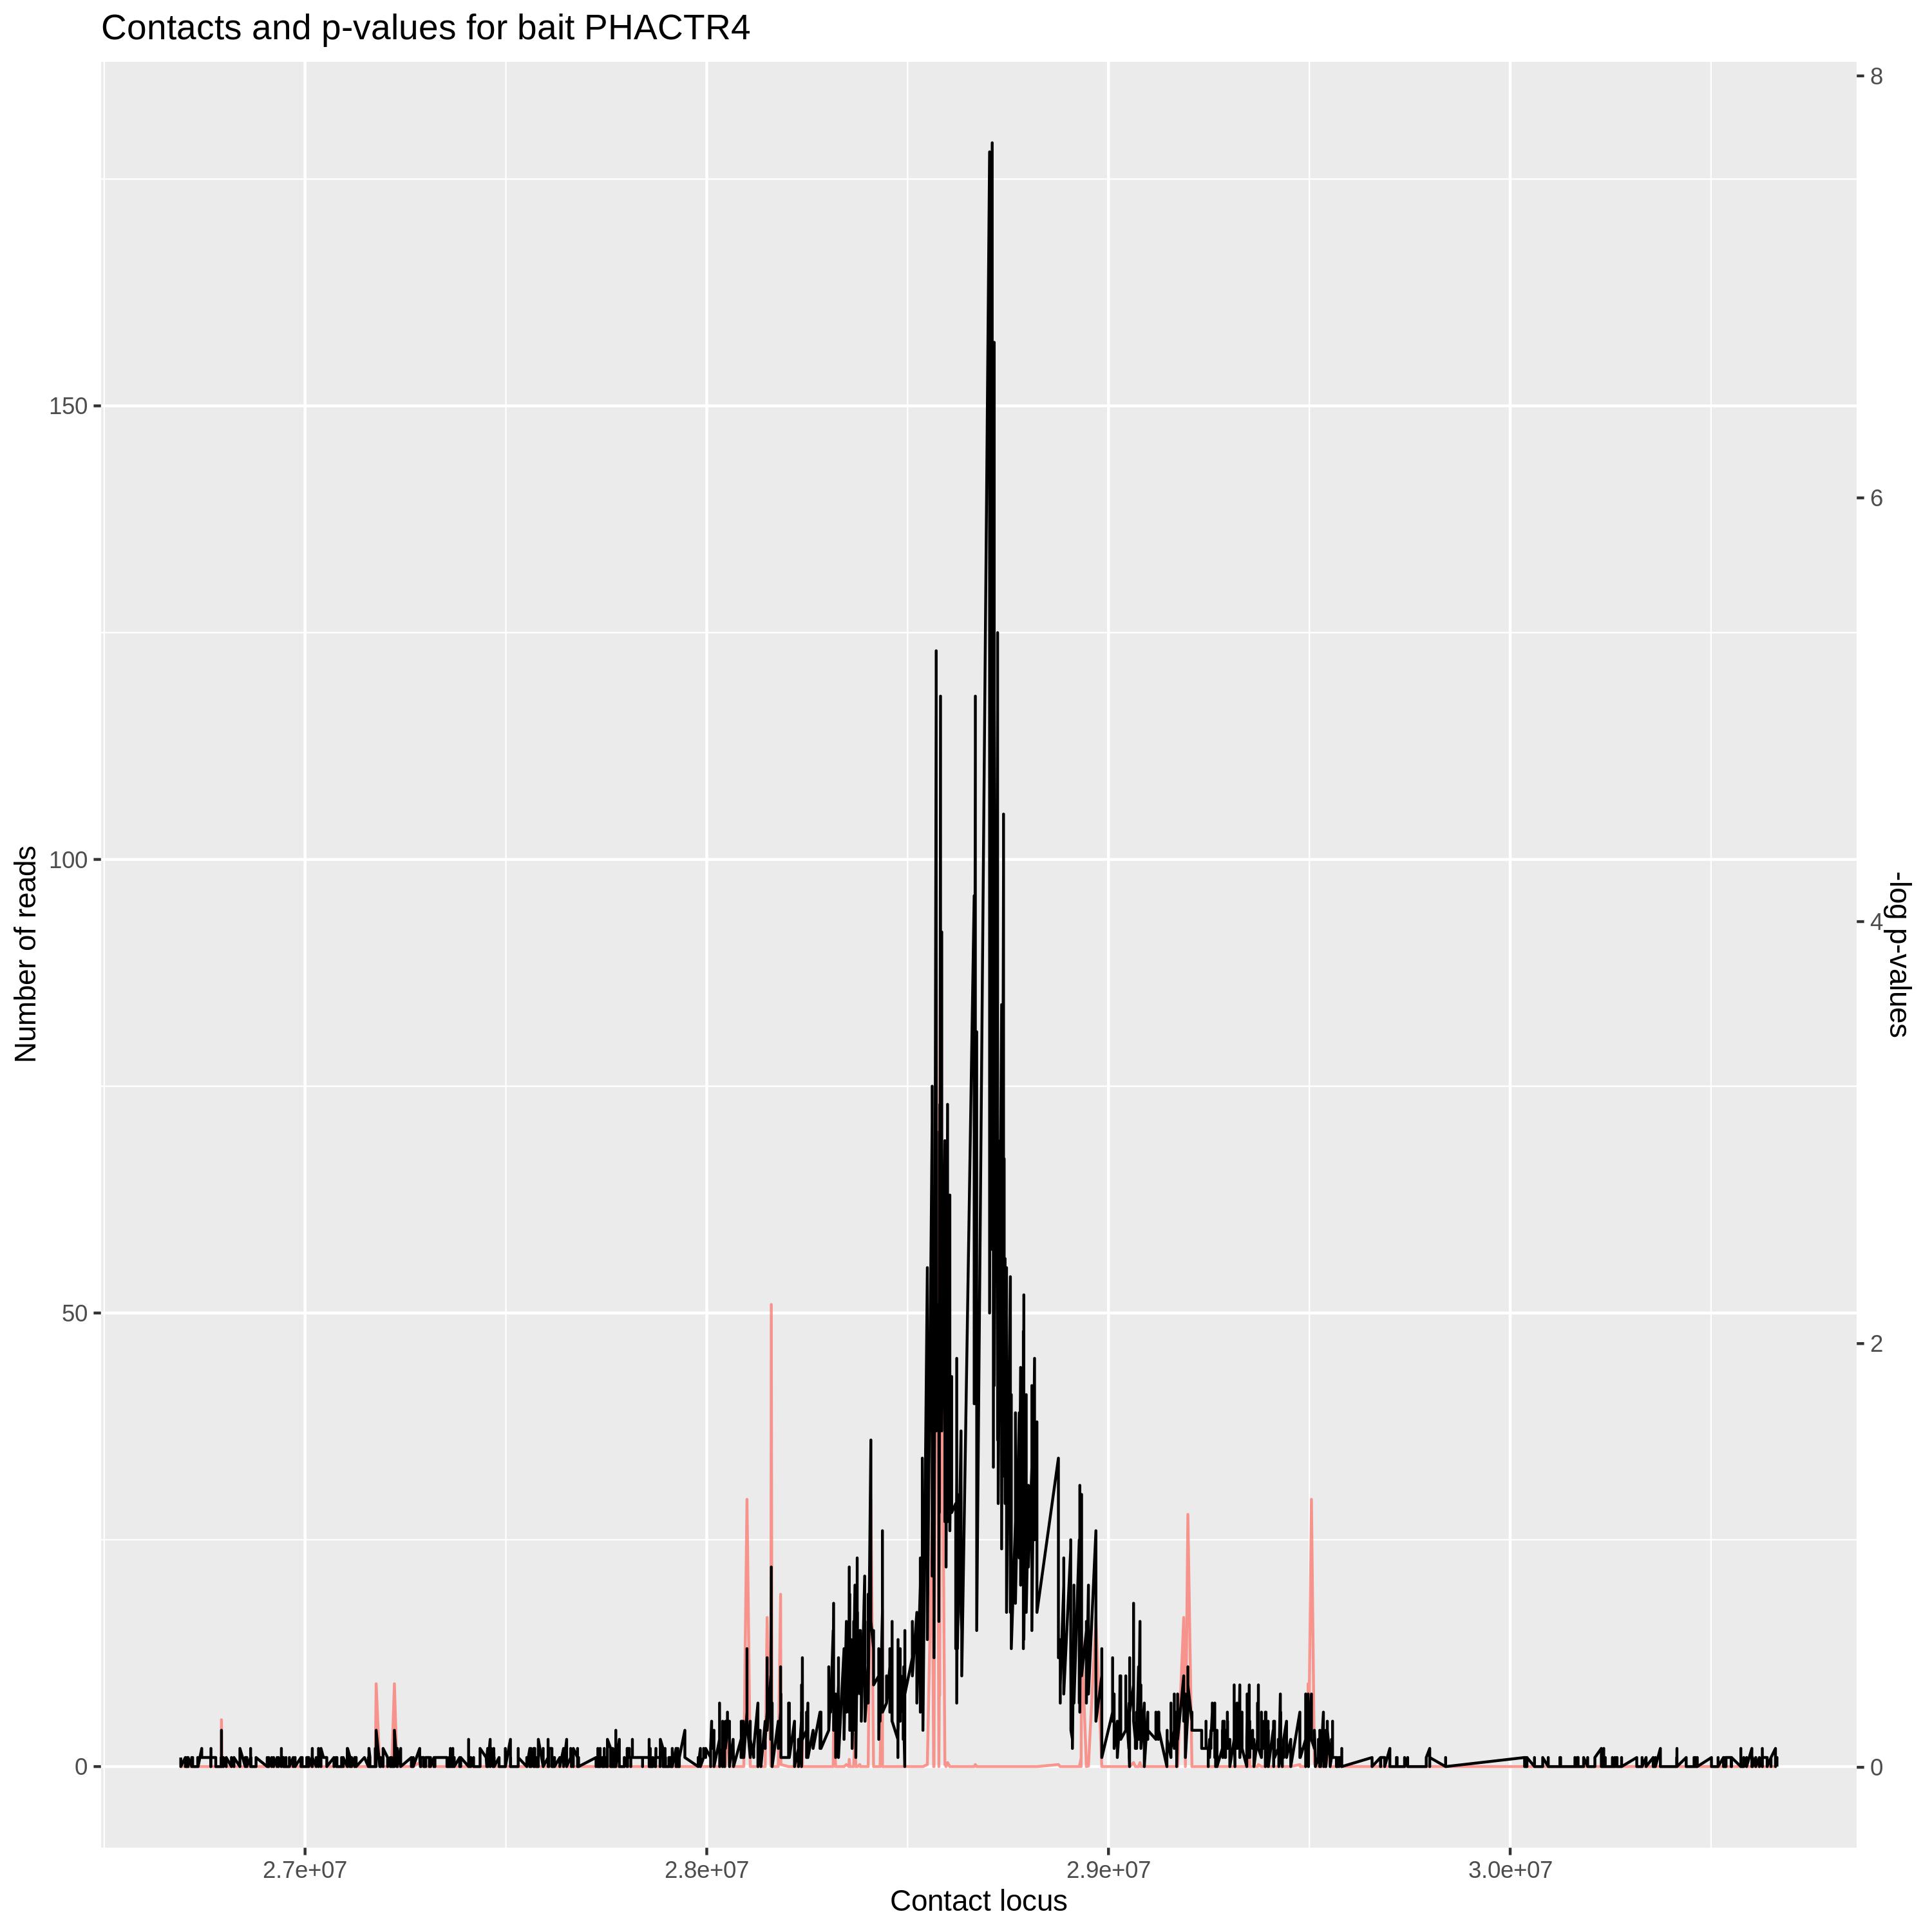 Contacts and p-values for bait PHACTR4
Number of reads
150
100
50
0
8
6
4
2
0
-log p-values
2.7e+07
2.8e+07
2.9e+07
3.0e+07
Contact locus